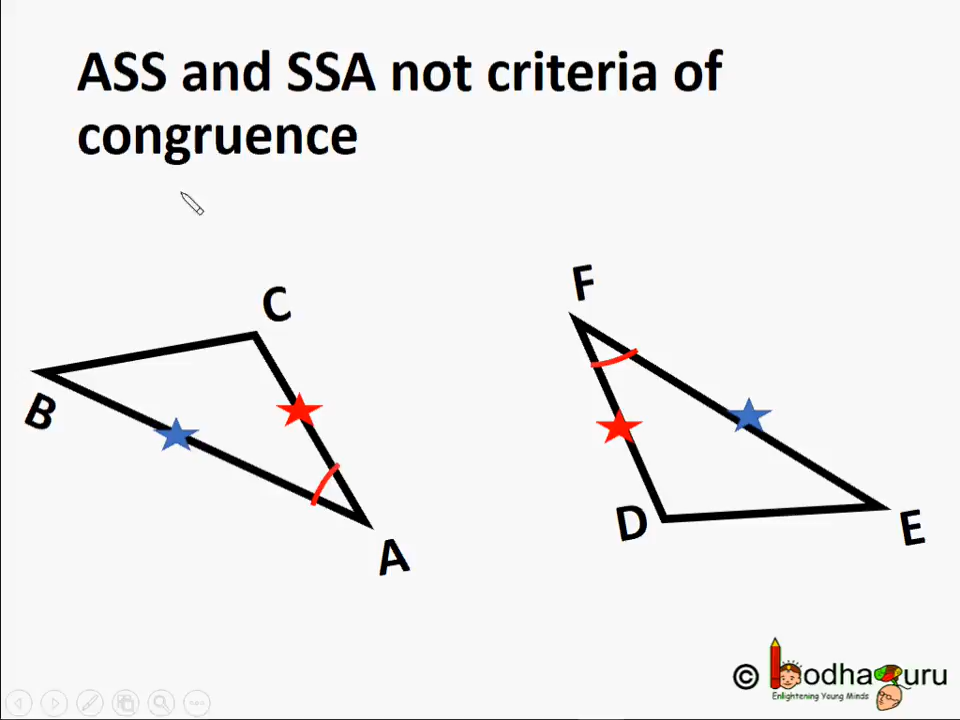 ASS and SSA not criteria of
congruence
C
F
B
A
D
E
© bodhaguru
Enlightening Young Minds